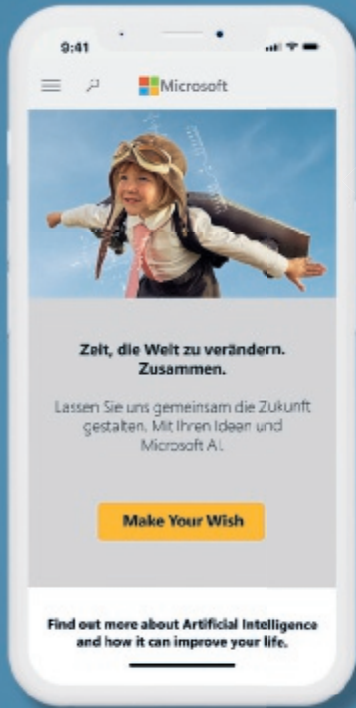 9:41
Microsoft
Zeit, die Welt zu verändern.
Zusammen.
Lassen Sie uns gemeinsam die Zukunft
gestalten. Mit Ihren Ideen und
Microsoft AI.
Make Your Wish
Find out more about Artificial Intelligence
and how it can improve your life.